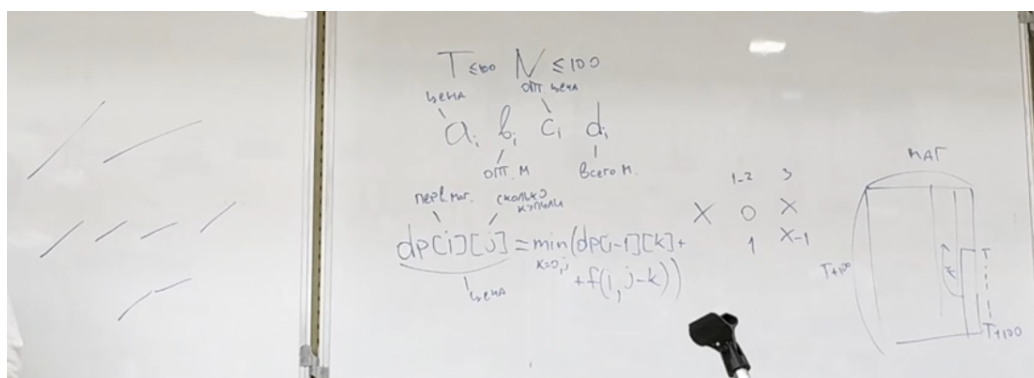 T ≤ 100 N ≤ 100
цена опт. цена
a_i b_i c_i d_i
опт. м всего м.
перв. маг. сколько купили
dp[i][j] = min(dp[i-1][k] +
k=0..j
+ f(i, j-k))
цена
1-2 3
X 0 X
1 X-1
МАГ
T+100
T
T+100